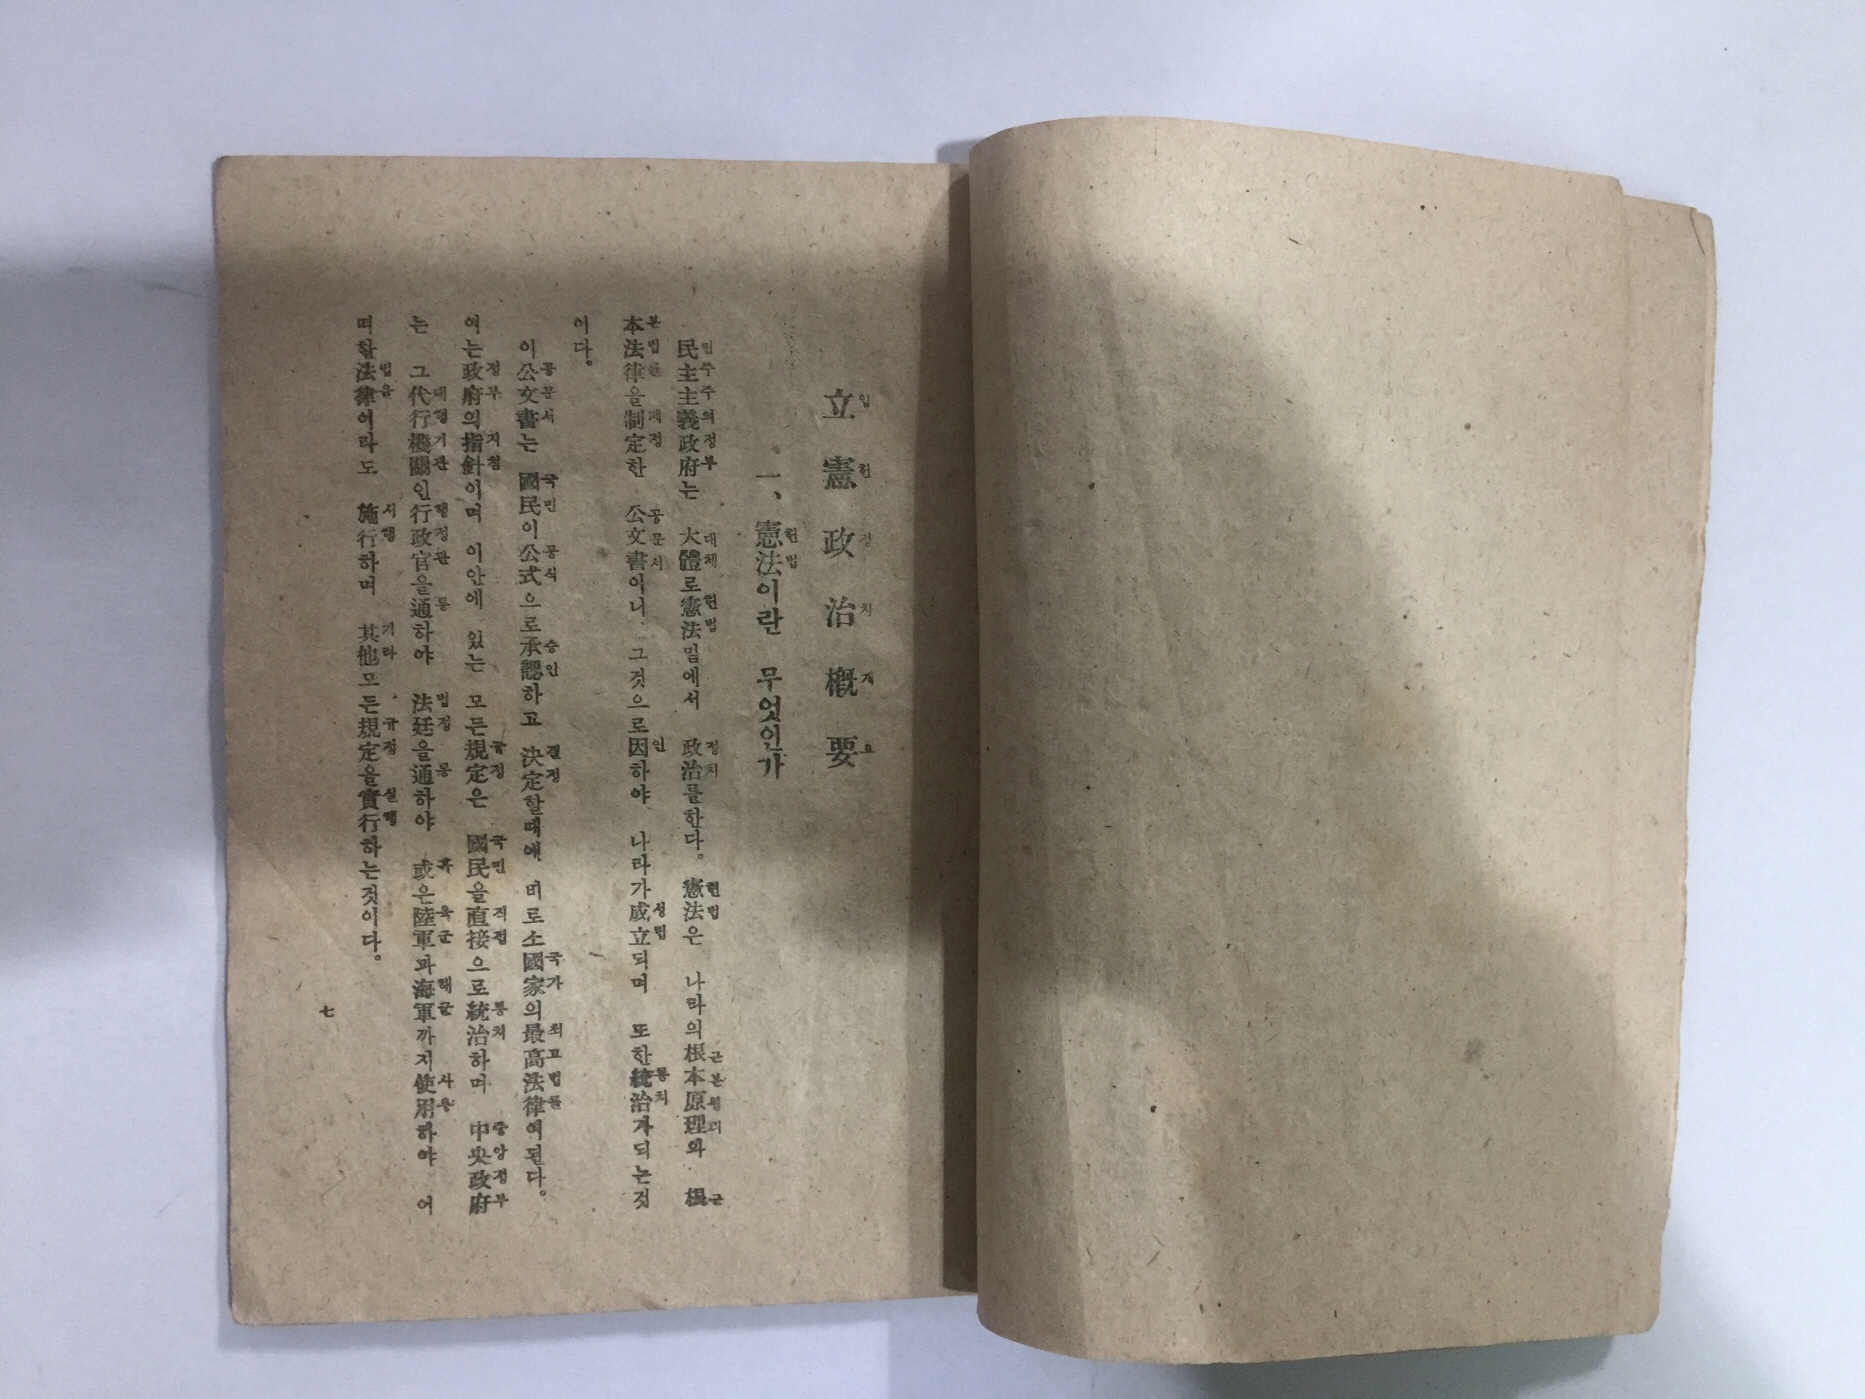 立憲政治概要
一、憲法이란 무엇인가
民主主義政府는 大體로憲法밑에서 政治를한다。憲法은 나라의根本原理와 根
本法律을制定한 公文書이니 그것으로因하야 나라가成立되며 또한統治가되는것
이다。
이公文書는 國民이公式으로承認하고 決定할때에 비로소國家의最高法律이된다。
여는政府의指針이며 이안에 있는 모든規定은 國民을直接으로統治하며 中央政府
는 그代行機關인行政官을通하야 法廷을通하야 或은陸軍과海軍까지使用하야 어
떠한法律이라도 施行하며 其他모든規定을實行하는것이다。
七